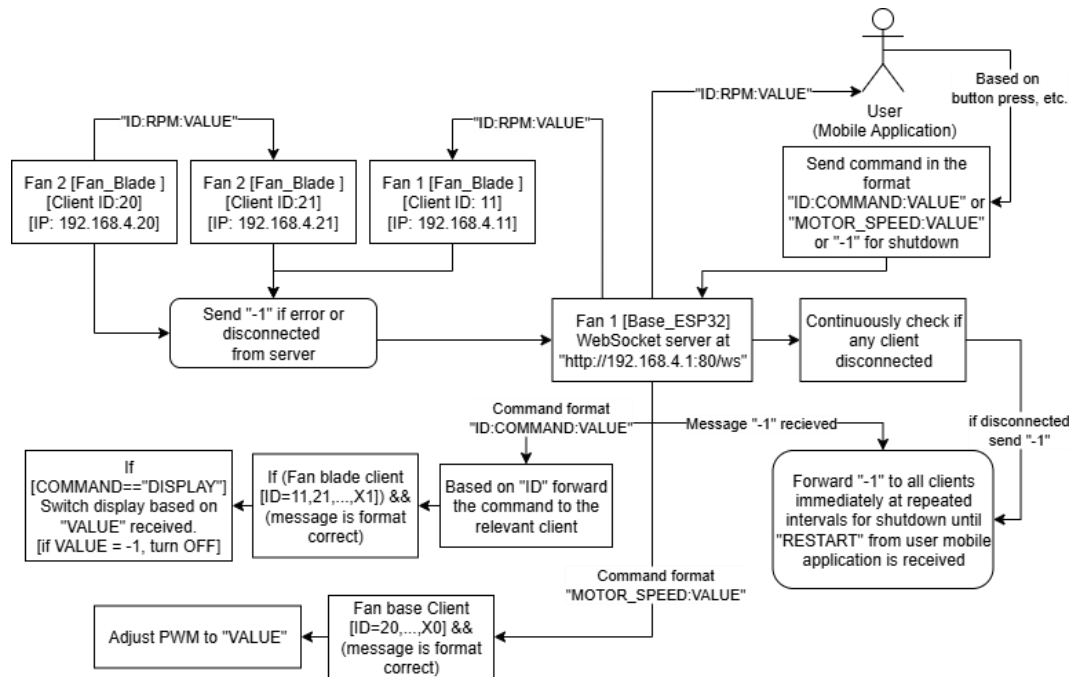 "ID:RPM:VALUE"
"ID:RPM:VALUE"
"ID:RPM:VALUE"
Based on
button press, etc.
User
(Mobile Application)
Fan 2 [Fan_Blade ]
[Client ID:20]
[IP: 192.168.4.20]
Fan 2 [Fan_Blade ]
[Client ID:21]
[IP: 192.168.4.21]
Fan 1 [Fan_Blade ]
[Client ID: 11]
[IP: 192.168.4.11]
Send command in the
format
"ID:COMMAND:VALUE" or
"MOTOR_SPEED:VALUE"
or "-1" for shutdown
Send "-1" if error or
disconnected
from server
Fan 1 [Base_ESP32]
WebSocket server at
"http://192.168.4.1:80/ws"
Continuously check if
any client
disconnected
Command format
"ID:COMMAND:VALUE"
Message "-1" recieved
if disconnected
send "-1"
If
[COMMAND=="DISPLAY"]
Switch display based on
"VALUE" received.
[if VALUE = -1, turn OFF]
If (Fan blade client
[ID=11,21,...,X1]) &&
(message is format
correct)
Based on "ID" forward
the command to the
relevant client
Forward "-1" to all clients
immediately at repeated
intervals for shutdown until
"RESTART" from user mobile
application is received
Command format
"MOTOR_SPEED:VALUE"
Adjust PWM to "VALUE"
Fan base Client
[ID=20,...,X0] &&
(message is format
correct)